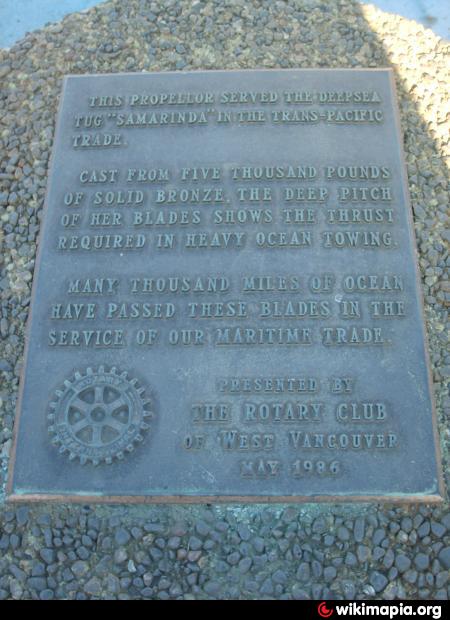 THIS PROPELLOR SERVED THE DEEPSEA
TUG "SAMARINDA" IN THE TRANS-PACIFIC
TRADE.
CAST FROM FIVE THOUSAND POUNDS
OF SOLID BRONZE, THE DEEP PITCH
OF HER BLADES SHOWS THE THRUST
REQUIRED IN HEAVY OCEAN TOWING.
MANY THOUSAND MILES OF OCEAN
HAVE PASSED THESE BLADES IN THE
SERVICE OF OUR MARITIME TRADE.
PRESENTED BY
THE ROTARY CLUB
OF WEST VANCOUVER
MAY 1986
wikimapia.org